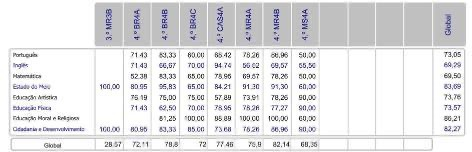 3.º MR3B 4.º BR4A 4.º BR4B 4.º BR4C 4.º CAS4A 4.º MR4A 4.º MR4B 4.º MS4A Global
Português 71,43 83,33 60,00 88,42 78,26 86,96 50,00 73,05
Inglês 71,43 66,67 70,00 94,74 56,52 69,57 55,56 69,29
Matemática 52,38 83,33 65,00 78,95 69,57 78,26 25,00 69,50
Estudo do Meio 100,00 80,95 95,83 65,00 84,21 91,30 91,30 60,00 83,69
Educação Artística 76,19 75,00 75,00 57,89 73,91 78,26 90,00 73,76
Educação Física 71,43 62,50 70,00 78,95 78,26 77,27 90,00 73,57
Educação Moral e Religiosa 81,25 100,00 88,89 100,00 100,00 60,00 86,21
Cidadania e Desenvolvimento 100,00 80,95 83,33 85,00 73,68 78,26 86,96 90,00 82,27
Global 28,57 72,11 78,8 72 77,46 75,9 82,14 68,35